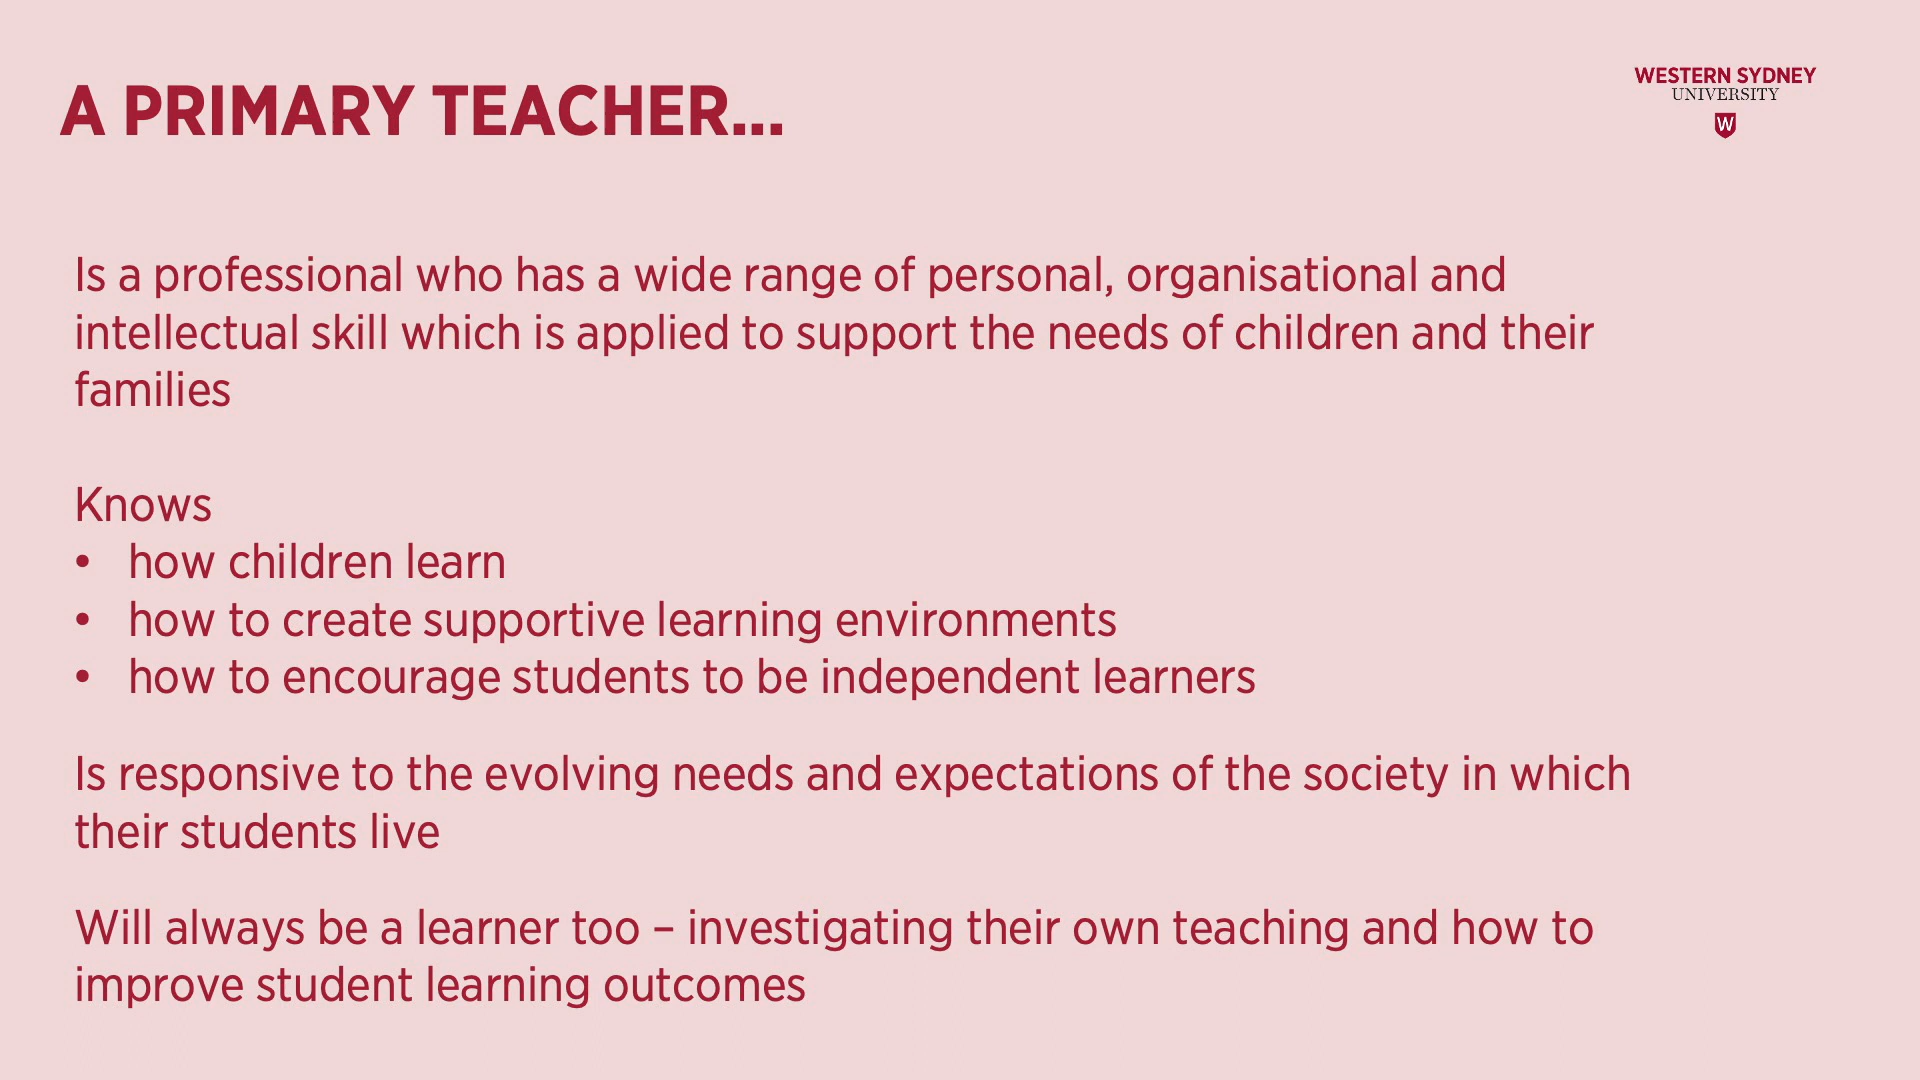 A PRIMARY TEACHER...
WESTERN SYDNEY
UNIVERSITY
W
Is a professional who has a wide range of personal, organisational and
intellectual skill which is applied to support the needs of children and their
families
Knows
• how children learn
• how to create supportive learning environments
• how to encourage students to be independent learners
Is responsive to the evolving needs and expectations of the society in which
their students live
Will always be a learner too – investigating their own teaching and how to
improve student learning outcomes